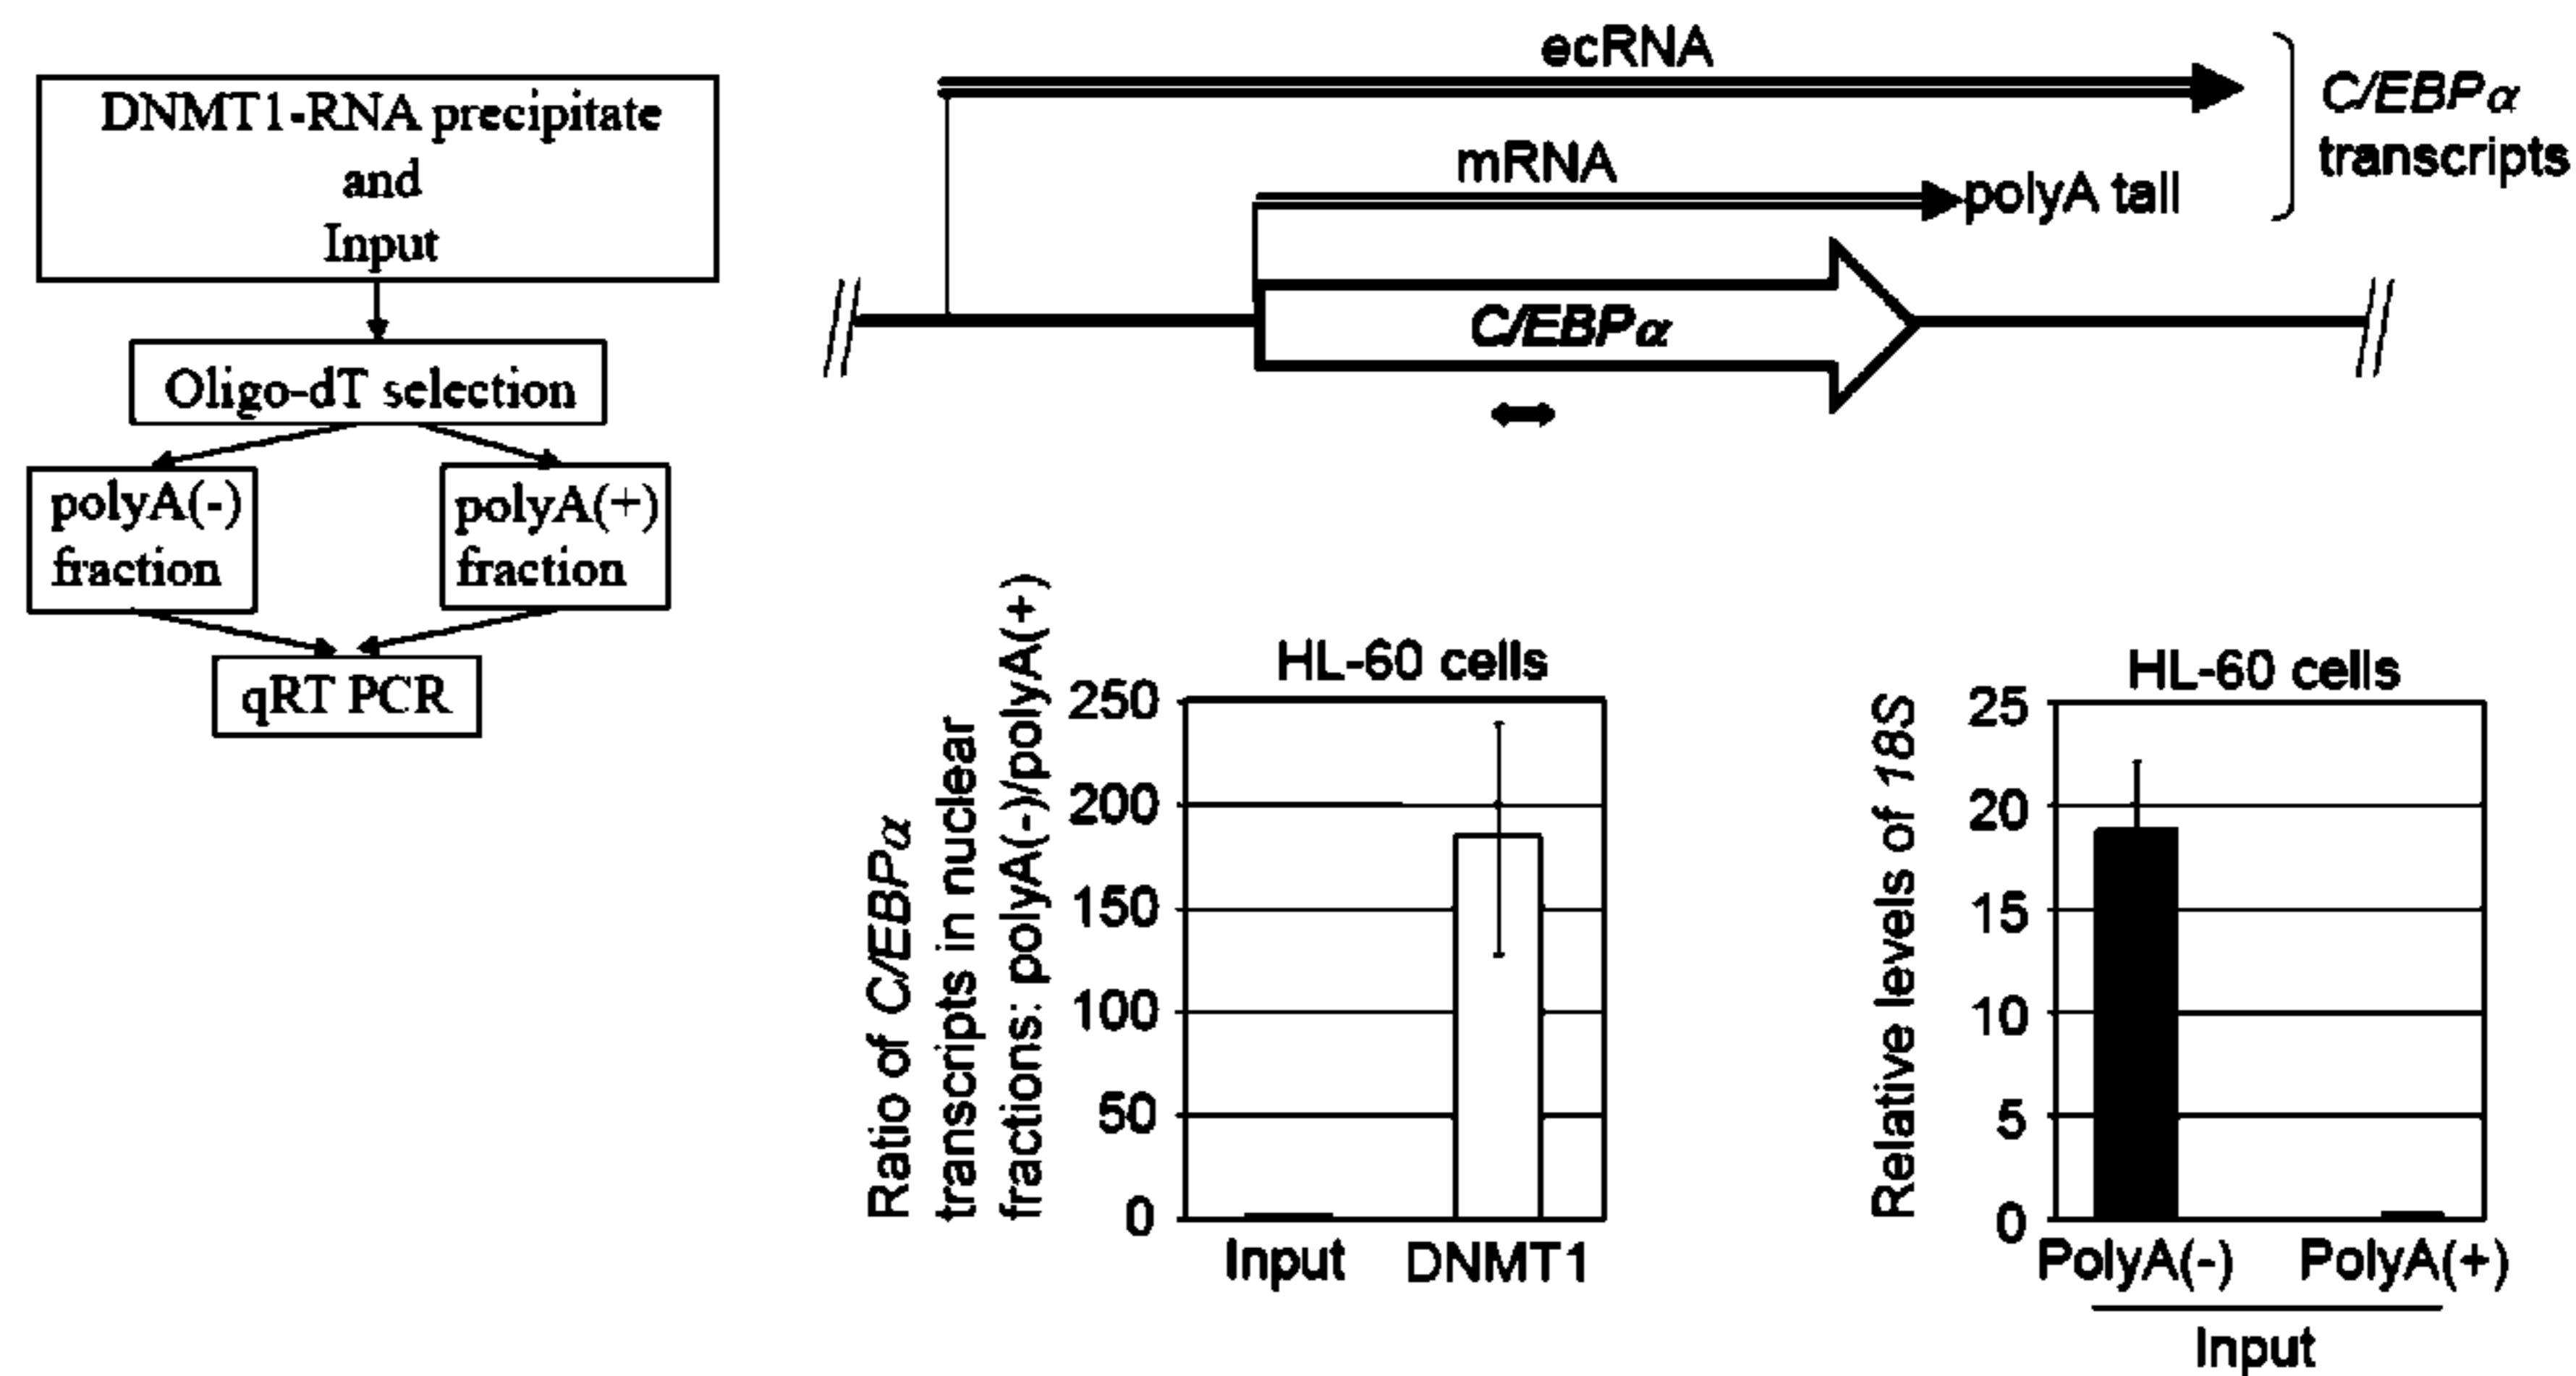 DNMT1-RNA precipitate
and
Input
Oligo-dT selection
polyA(-)
fraction
polyA(+)
fraction
qRT PCR
ecRNA
mRNA
polyA tail
C/EBPα
transcripts
C/EBPα
Ratio of C/EBPα
transcripts in nuclear
fractions: polyA(-)/polyA(+)
HL-60 cells
250
200
150
100
50
0
Input
DNMT1
Relative levels of 18S
HL-60 cells
25
20
15
10
5
0
PolyA(-)
PolyA(+)
Input